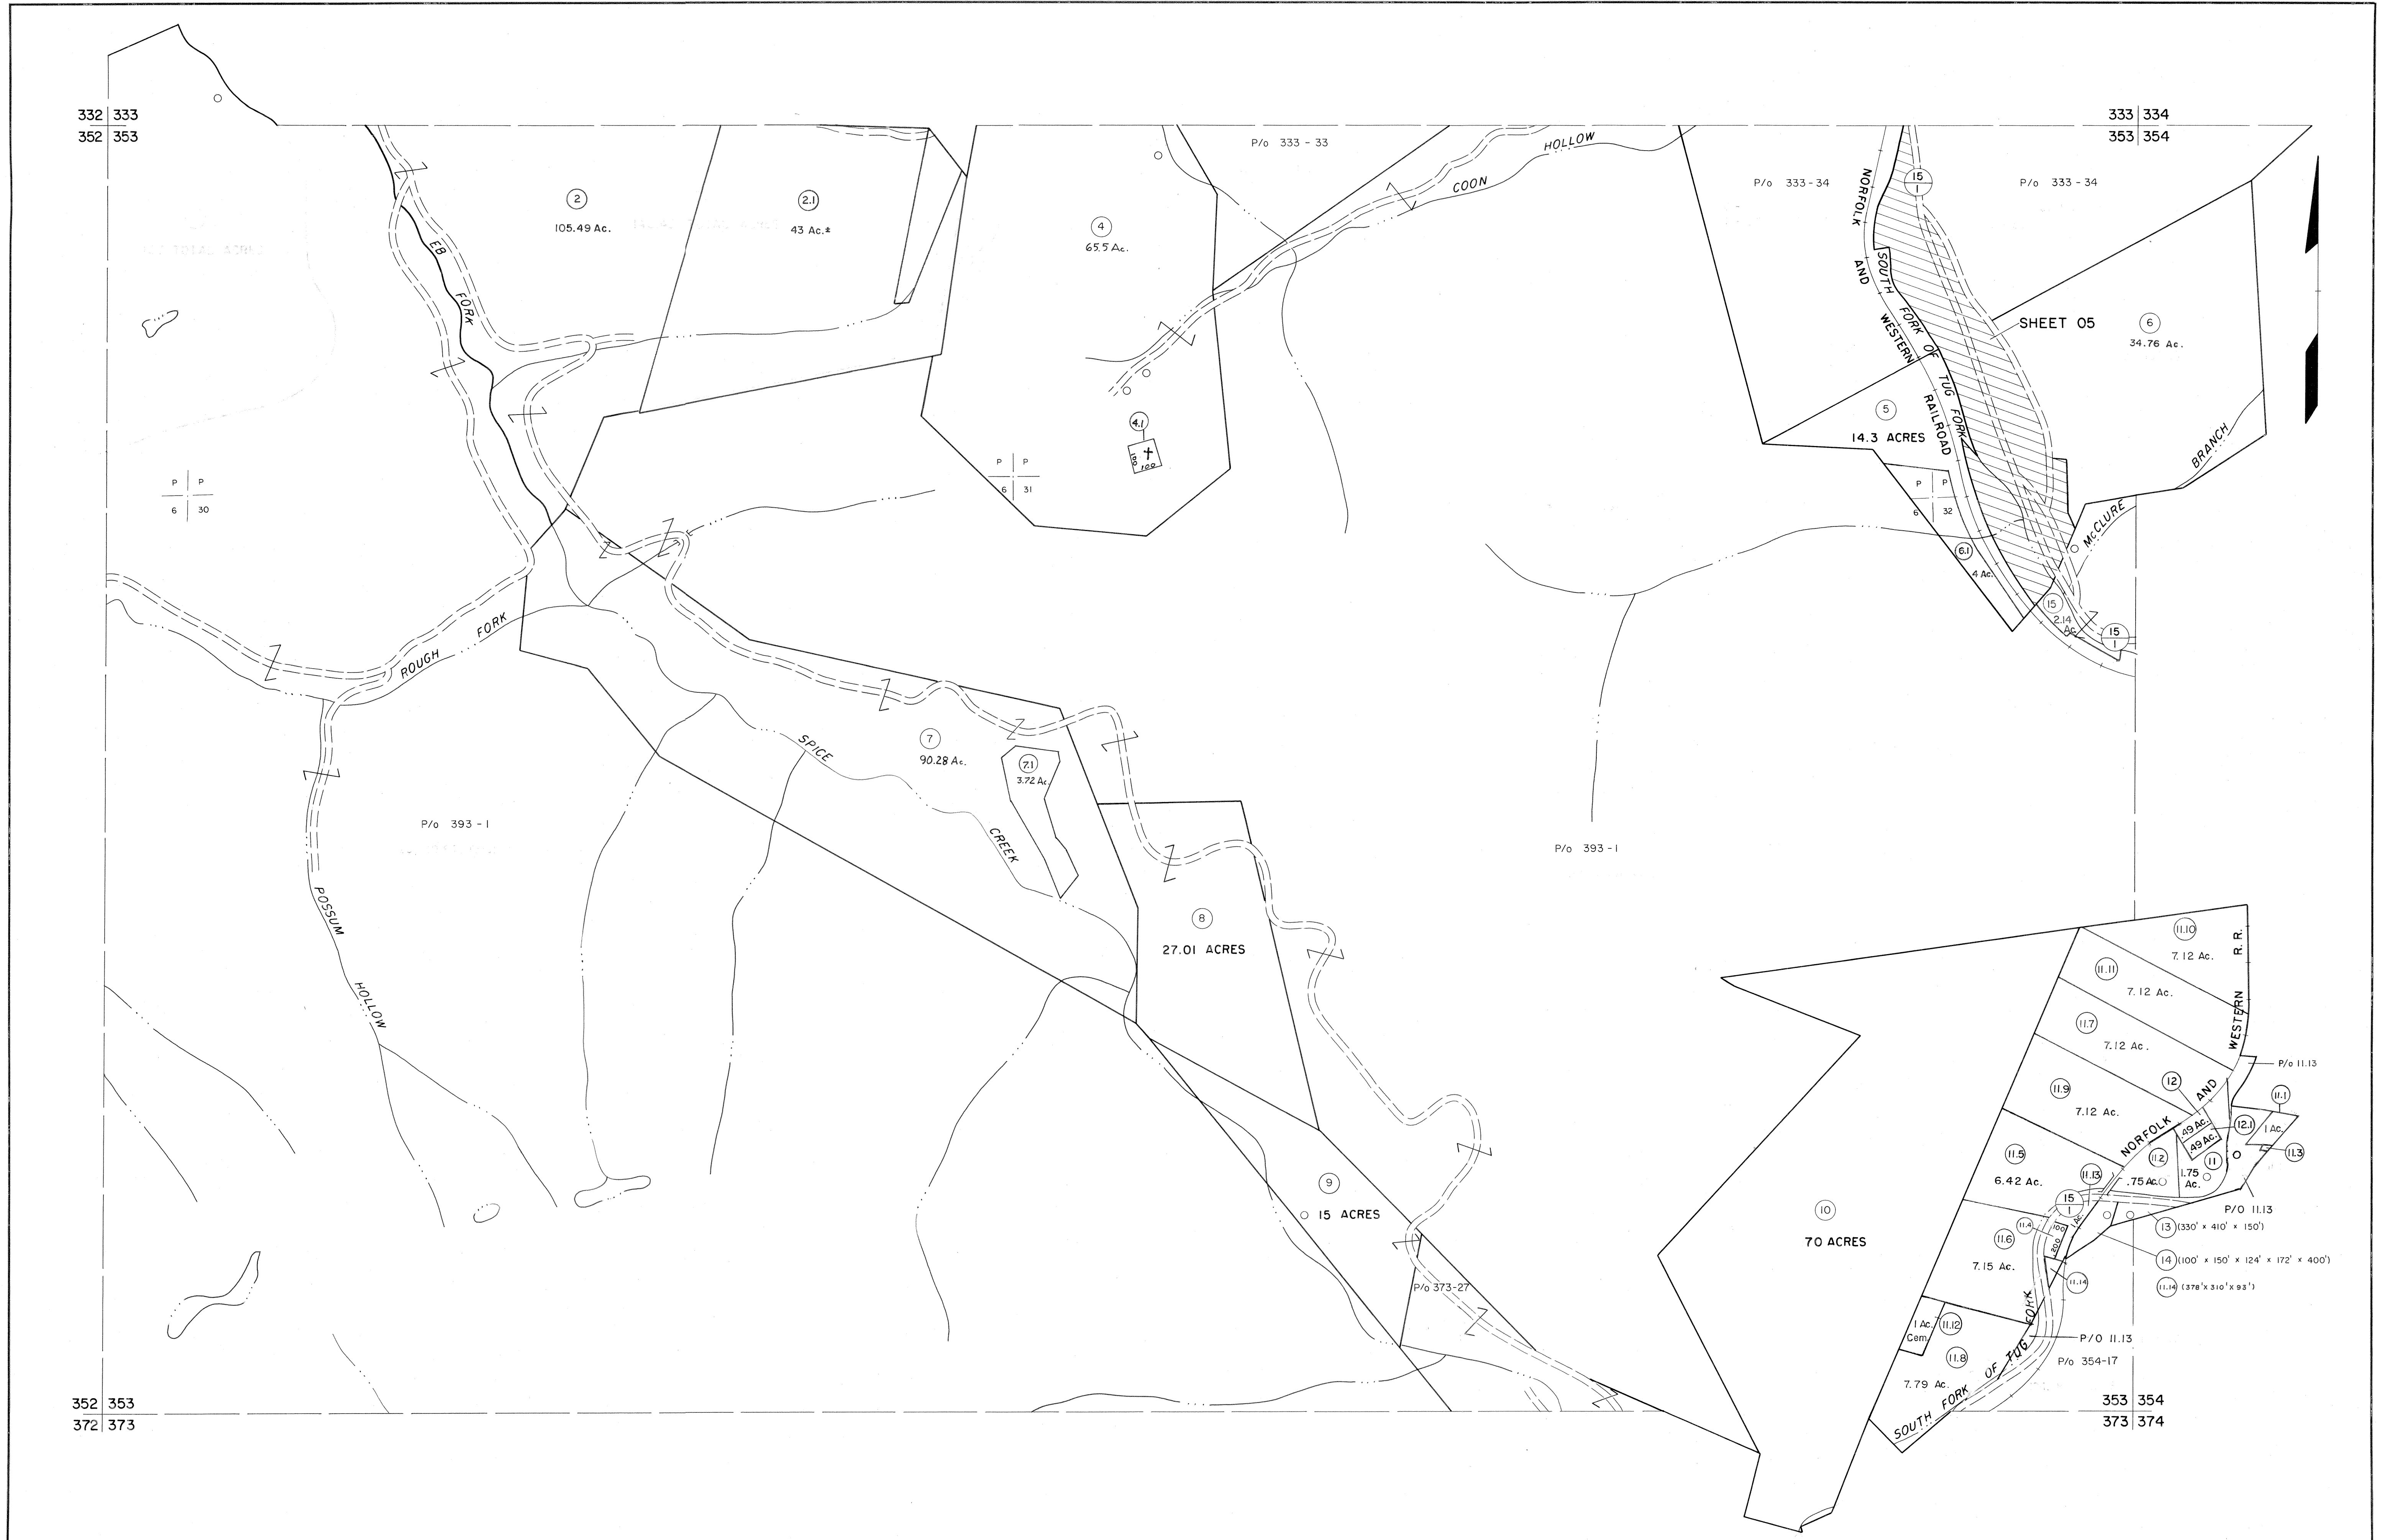 332 333
352 353
333 334
353 354
P/o 333 - 33
HOLLOW
COON
2
105.49 Ac.
2.1
43 Ac.±
4
65.5 Ac.
P/o 333 - 34
NORFOLK
AND
WESTERN
RAILROAD
15
1
P/o 333 - 34
SOUTH
FORK OF
TUG FORK
SHEET 05
6
34.76 Ac.
EB
FORK
5
14.3 ACRES
4.1
100
100
BRANCH
McCLURE
P P
6 30
P P
6 31
P P
6 32
6.1
4 Ac.
15
2.14
Ac.
15
1
FORK
ROUGH
SPICE
CREEK
7
90.28 Ac.
7.1
3.72 Ac.
P/o 393 - 1
P/o 393 - 1
POSSUM
HOLLOW
8
27.01 ACRES
11.10
7.12 Ac.
R. R.
WESTERN
AND
NORFOLK
11.11
7.12 Ac.
11.7
7.12 Ac.
P/o 11.13
11.9
7.12 Ac.
12
.49 Ac.
.49 Ac.
12.1
11.1
1 Ac.
11.3
11.5
6.42 Ac.
11.13
11.2
.75 Ac.
11
1.75
Ac.
9
15 ACRES
10
70 ACRES
15
1
1 Ac.
P/O 11.13
13 (330' x 410' x 150')
11.4
100
200
11.6
7.15 Ac.
14 (100' x 150' x 124' x 172' x 400')
11.14
11.14 (378' x 310' x 93')
P/o 373-27
1 Ac.
Cem.
11.12
11.8
7.79 Ac.
P/O 11.13
P/o 354-17
SOUTH FORK OF TUG FORK
352 353
372 373
353 354
373 374